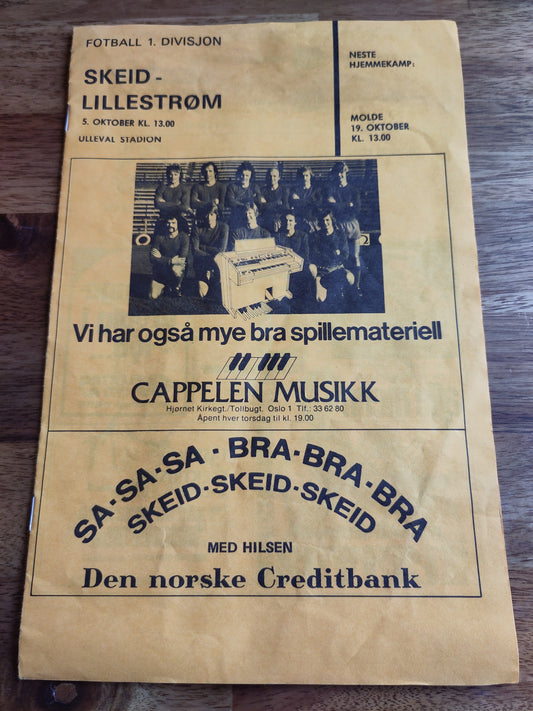 FOTBALL 1. DIVISJON
SKEID -
LILLESTRØM
5. OKTOBER KL. 13.00
ULLEVAL STADION
NESTE
HJEMMEKAMP:
MOLDE
19. OKTOBER
KL. 13.00
Vi har også mye bra spillemateriell
CAPPELEN MUSIKK
Hjørnet Kirkegt./Tollbugt. Oslo 1 Tlf.: 33 62 80
Åpent hver torsdag til kl. 19.00
SA-SA-SA · BRA-BRA-BRA
SKEID-SKEID-SKEID
MED HILSEN
Den norske Creditbank